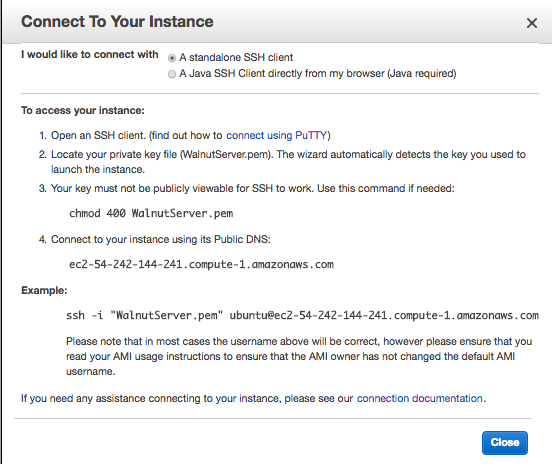 Connect To Your Instance
I would like to connect with
A standalone SSH client
A Java SSH Client directly from my browser (Java required)
To access your instance:
1. Open an SSH client. (find out how to connect using PuTTY)
2. Locate your private key file (WalnutServer.pem). The wizard automatically detects the key you used to
launch the instance.
3. Your key must not be publicly viewable for SSH to work. Use this command if needed:
chmod 400 WalnutServer.pem
4. Connect to your instance using its Public DNS:
ec2-54-242-144-241.compute-1.amazonaws.com
Example:
ssh -i "WalnutServer.pem" ubuntu@ec2-54-242-144-241.compute-1.amazonaws.com
Please note that in most cases the username above will be correct, however please ensure that you
read your AMI usage instructions to ensure that the AMI owner has not changed the default AMI
username.
If you need any assistance connecting to your instance, please see our connection documentation.
Close